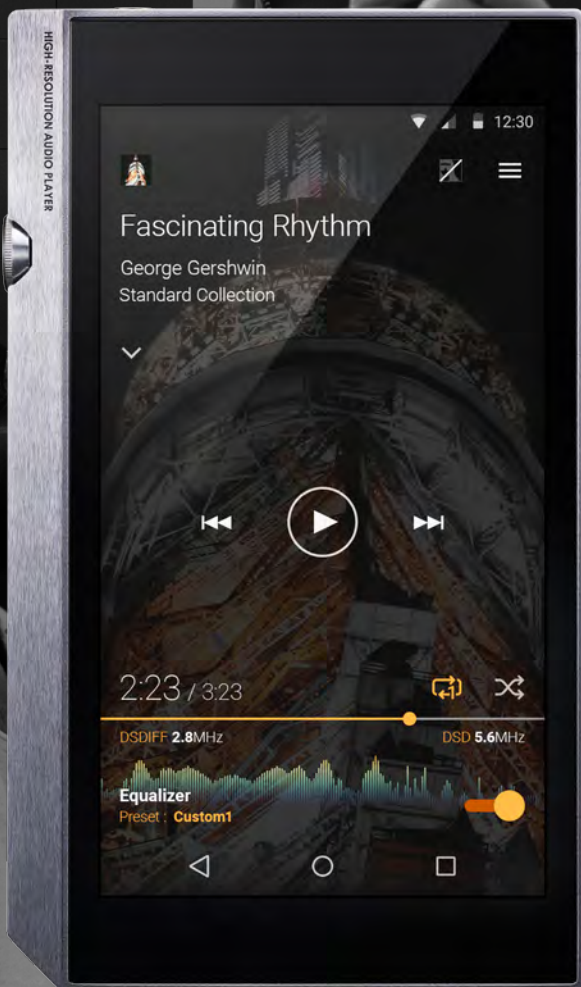 HIGH-RESOLUTION AUDIO PLAYER
12:30
Fascinating Rhythm
George Gershwin
Standard Collection
2:23 / 3:23
1
DSDIFF 2.8MHz
DSD 5.6MHz
Equalizer
Preset : Custom1